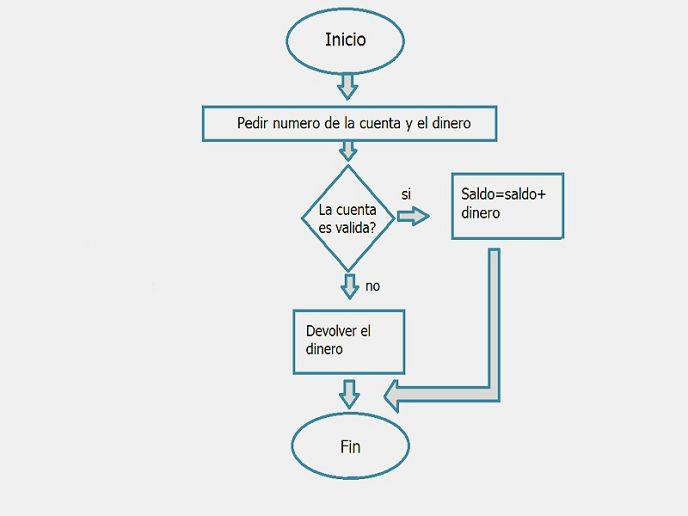 Inicio
Pedir numero de la cuenta y el dinero
La cuenta
es valida?
si
Saldo=saldo+
dinero
no
Devolver el
dinero
Fin